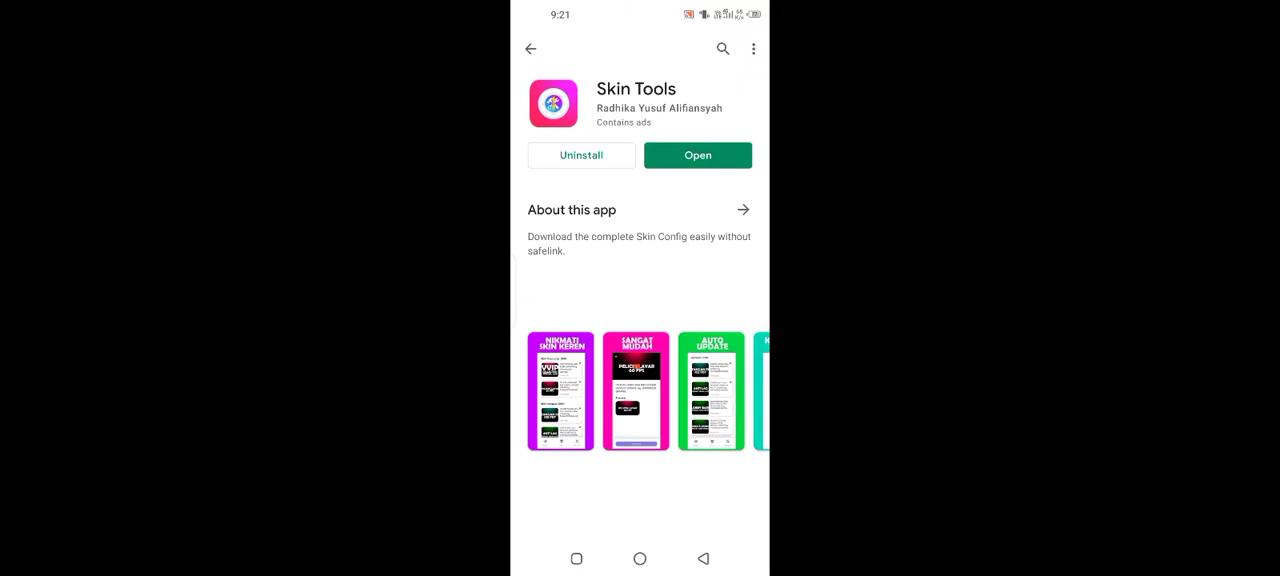 9:21
Skin Tools
Radhika Yusuf Alifiansyah
Contains ads
Uninstall
Open
About this app
Download the complete Skin Config easily without
safelink.
NIKMATI
SKIN KEREN
SANGAT
MUDAH
AUTO
UPDATE